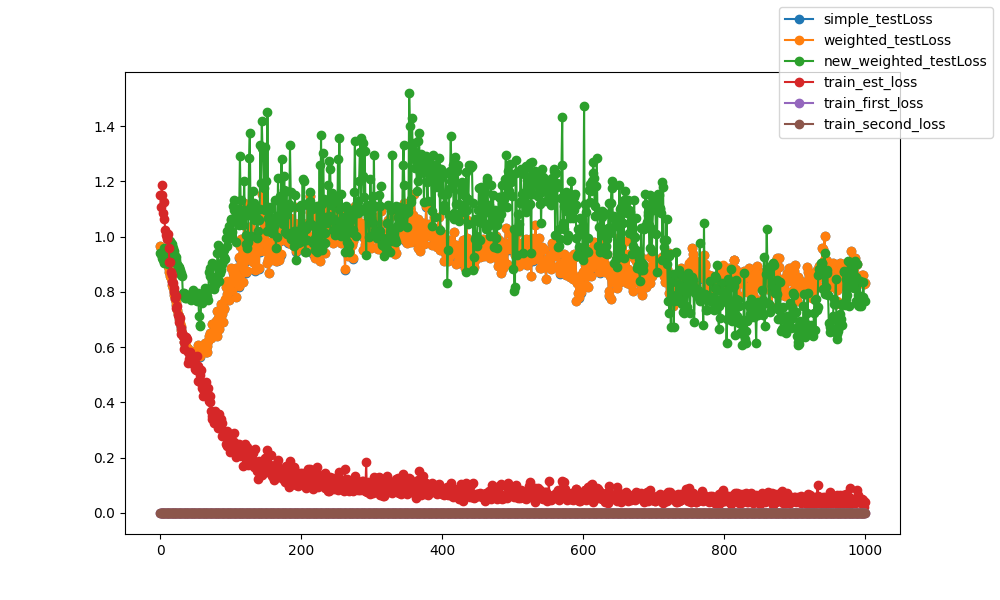 simple_testLoss
weighted_testLoss
new_weighted_testLoss
train_est_loss
train_first_loss
train_second_loss
1.4
1.2
1.0
0.8
0.6
0.4
0.2
0.0
0 200 400 600 800 1000